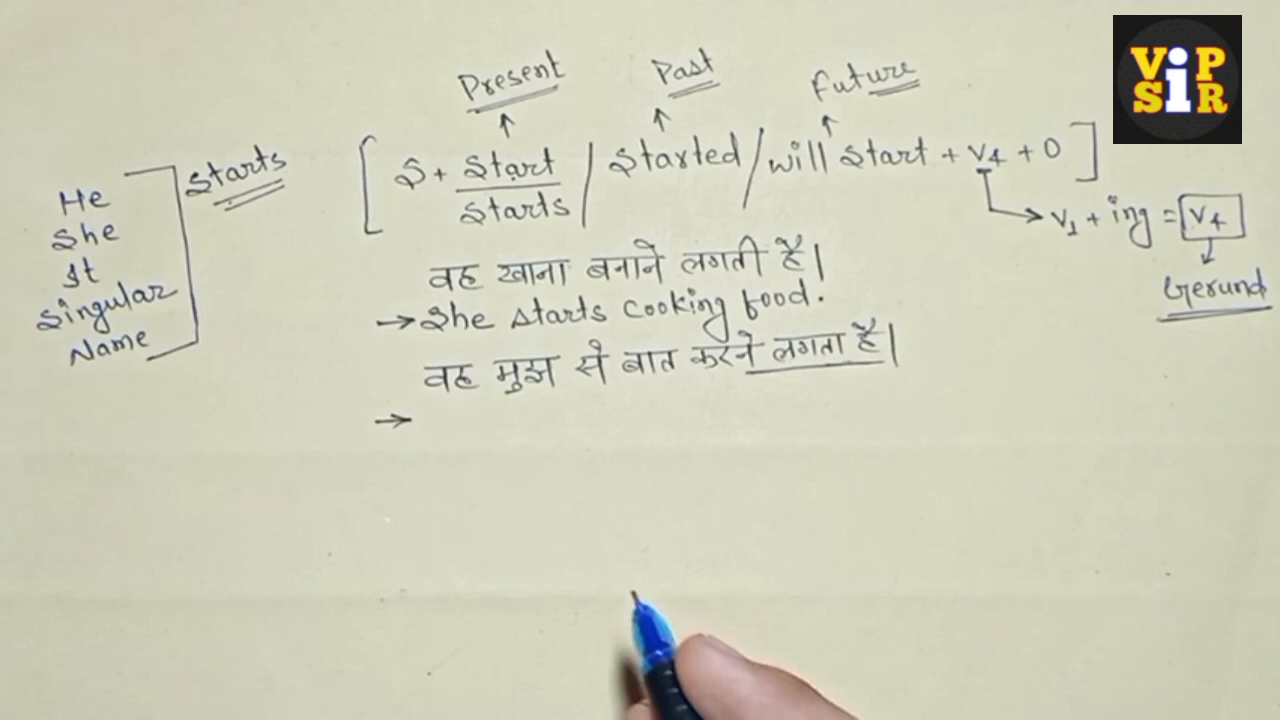 ViP
SiR
Present Past Future
[S + Start / Started / will start + V4 + O]
Starts
starts
He
She
It
Singular
Name
V1 + ing = V4
Gerund
वह खाना बनाने लगती है।
→ She starts cooking food.
वह मुझ से बात करने लगता है।
→